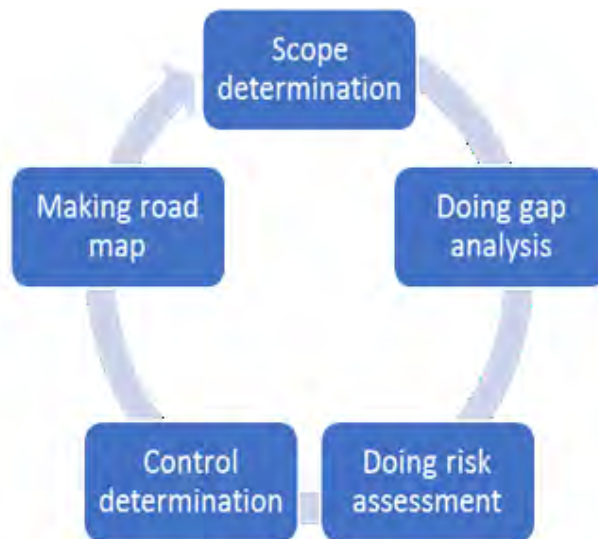 Scope
determination
Doing gap
analysis
Doing risk
assessment
Control
determination
Making road
map